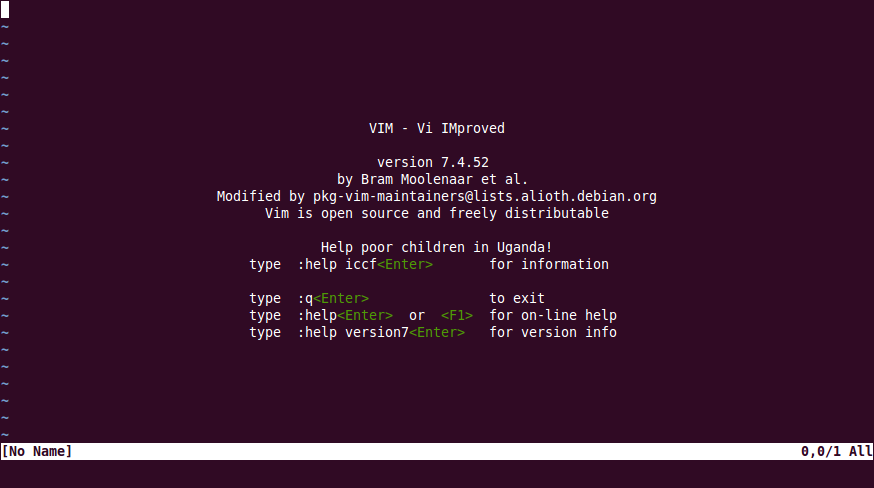 ~
~
~
~
~
~
VIM - Vi IMproved
~
~ version 7.4.52
~ by Bram Moolenaar et al.
~ Modified by pkg-vim-maintainers@lists.alioth.debian.org
~ Vim is open source and freely distributable
~
~ Help poor children in Uganda!
~ type :help iccf<Enter> for information
~
~ type :q<Enter> to exit
~ type :help<Enter> or <F1> for on-line help
~ type :help version7<Enter> for version info
~
~
~
~
~
~
[No Name] 0,0/1 All